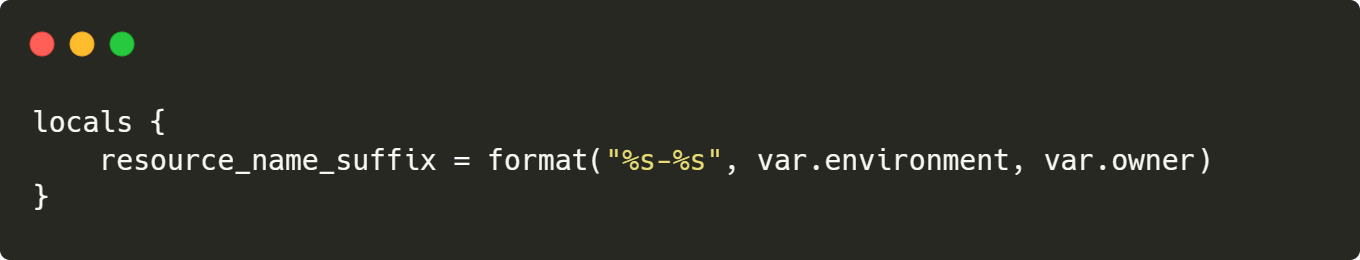 locals {
    resource_name_suffix = format("%s-%s", var.environment, var.owner)
}